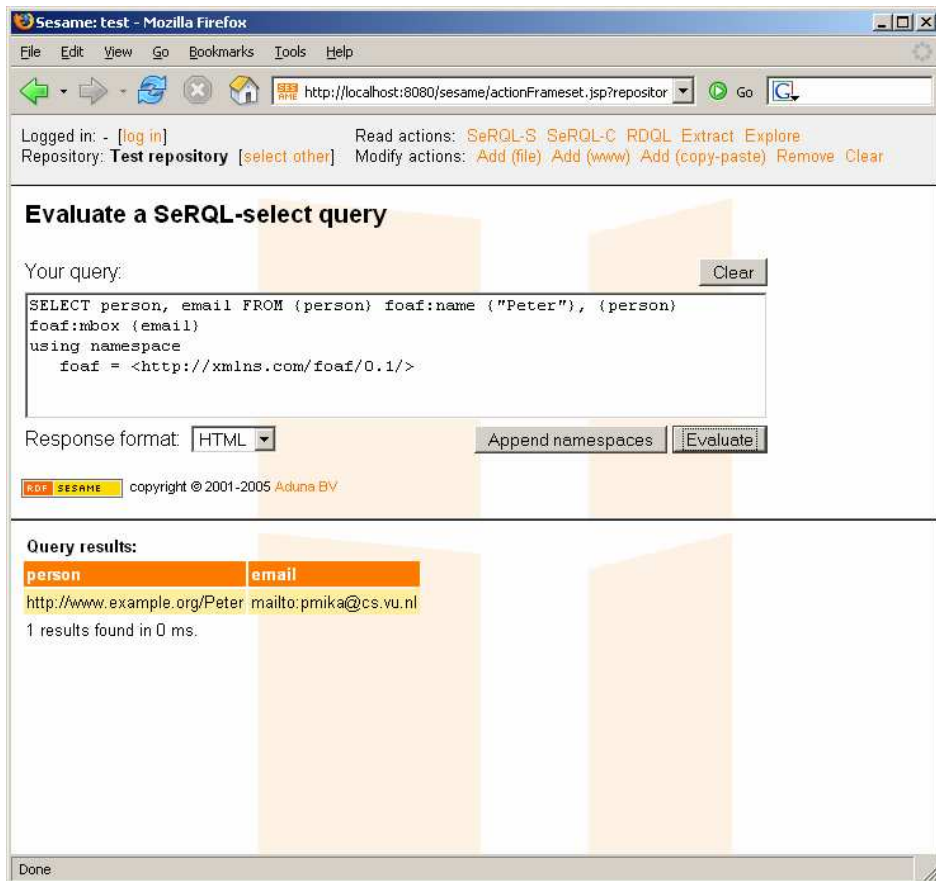 Sesame: test - Mozilla Firefox
File Edit View Go Bookmarks Tools Help
SES AME http://localhost:8080/sesame/actionFrameset.jsp?repositor Go G
Logged in: - [log in] Read actions: SeRQL-S SeRQL-C RDQL Extract Explore
Repository: Test repository [select other] Modify actions: Add (file) Add (www) Add (copy-paste) Remove Clear
Evaluate a SeRQL-select query
Your query: Clear
SELECT person, email FROM {person} foaf:name {"Peter"}, {person}
foaf:mbox {email}
using namespace
foaf = <http://xmlns.com/foaf/0.1/>
Response format: HTML Append namespaces Evaluate
RDF SESAME copyright © 2001-2005 Aduna BV
Query results:
person email
http://www.example.org/Peter mailto:pmika@cs.vu.nl
1 results found in 0 ms.
Done